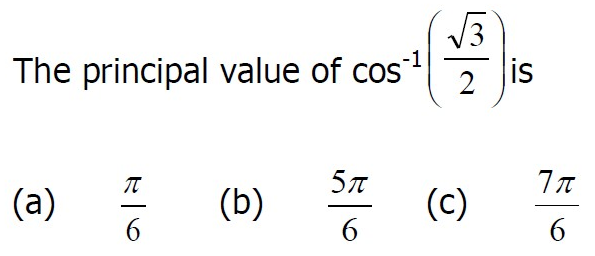 The principal value of cos⁻¹(√3/2) is
(a) π/6 (b) 5π/6 (c) 7π/6